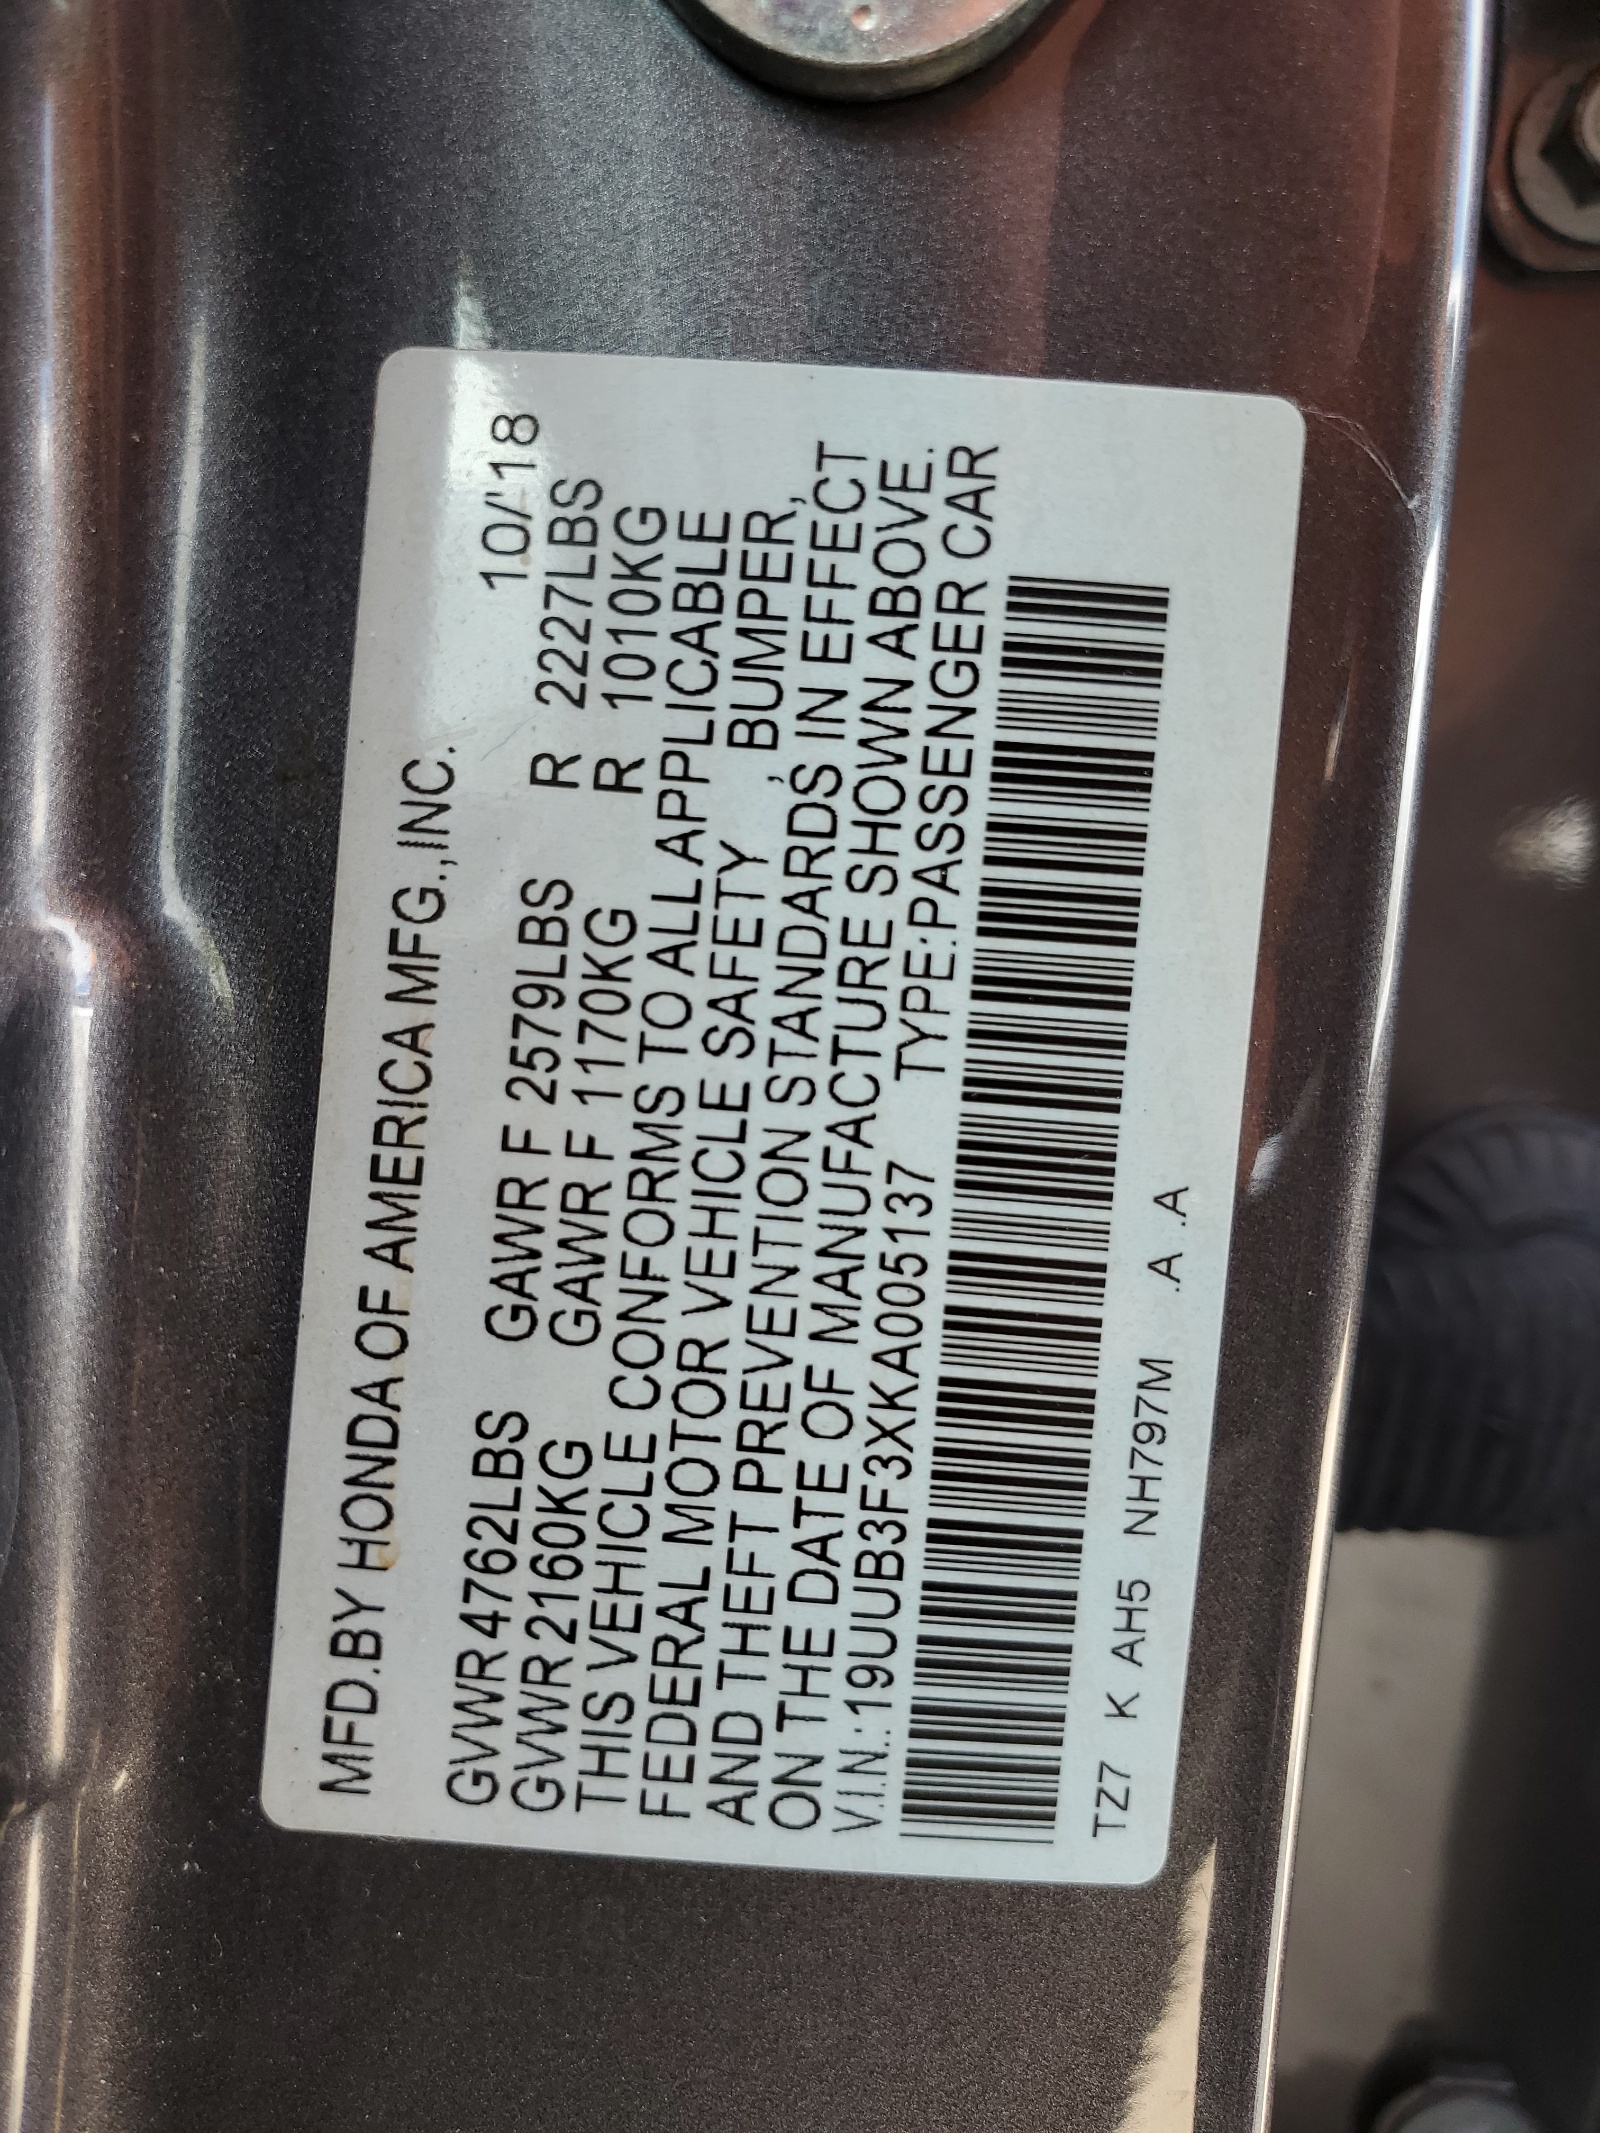 MFD.BY HONDA OF AMERICA MFG.,INC. 10/'18
GVWR 4762LBS GAWR F 2579LBS R 2227LBS
GVWR 2160KG GAWR F 1170KG R 1010KG
THIS VEHICLE CONFORMS TO ALL APPLICABLE
FEDERAL MOTOR VEHICLE SAFETY , BUMPER,
AND THEFT PREVENTION STANDARDS IN EFFECT
ON THE DATE OF MANUFACTURE SHOWN ABOVE.
V.I.N.:19UUB3F3XKA005137 TYPE:PASSENGER CAR
TZ7 K AH5 NH797M .A .A